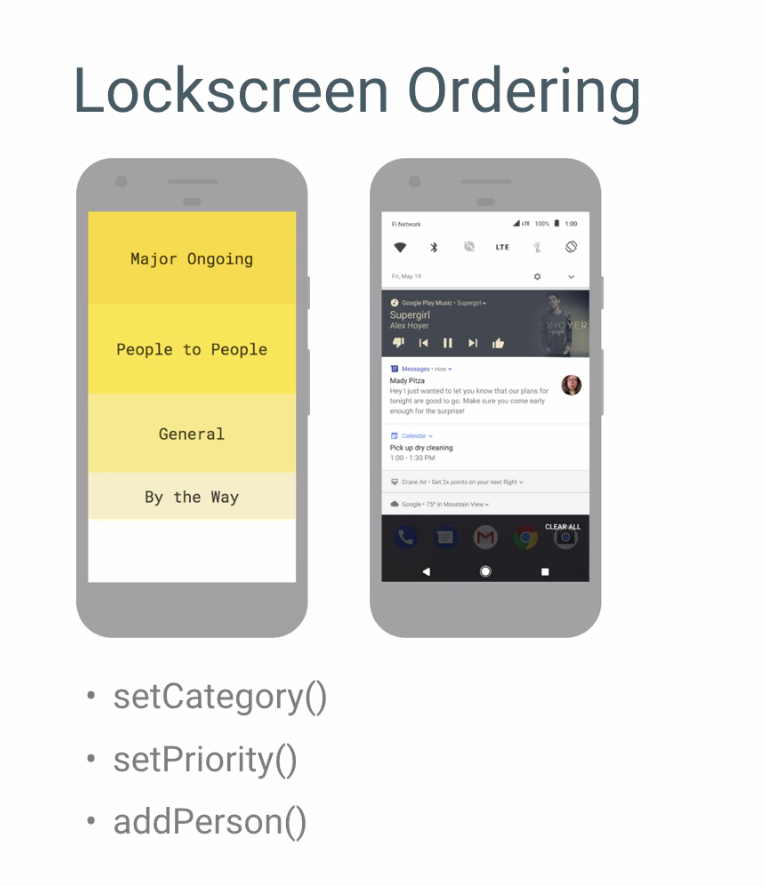 Lockscreen Ordering
Major Ongoing
People to People
General
By the Way
Fi Network
LTE 100% 1:00
LTE
Fri, May 19
Google Play Music • Supergirl
Supergirl
Alex Hoyer
HOYER
Messages • now
Mady Pitza
Hey I just wanted to let you know that our plans for
tonight are good to go. Make sure you come early
enough for the surprise!
Calendar
Pick up dry cleaning
1:00 - 1:30 PM
Crane Air • Get 2x points on your next flight
Google • 75° in Mountain View
CLEAR ALL
• setCategory()
• setPriority()
• addPerson()